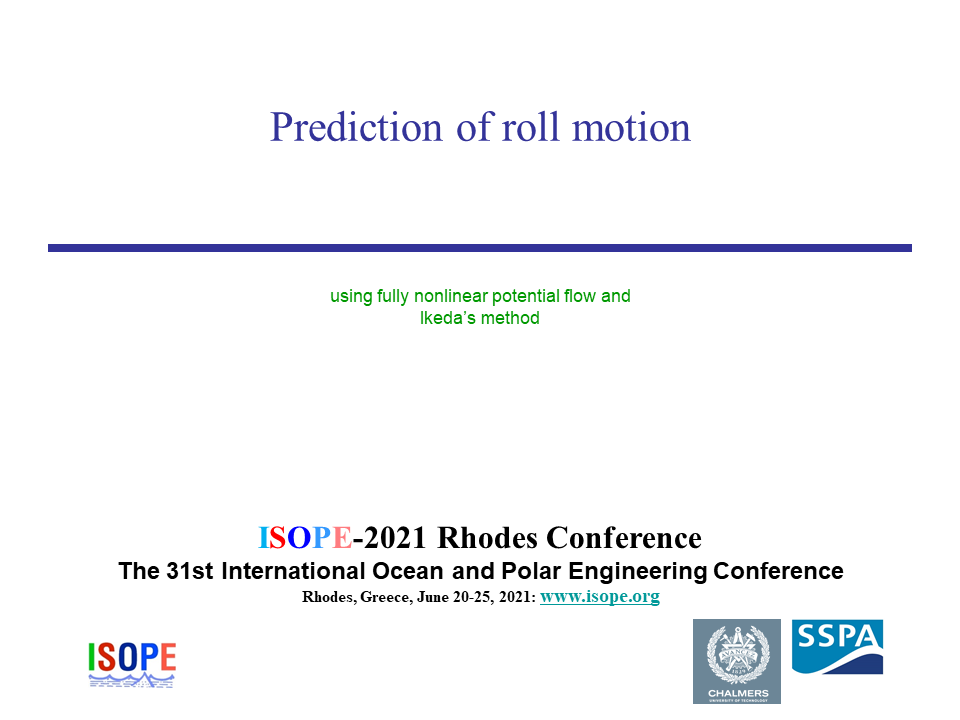 Prediction of roll motion
using fully nonlinear potential flow and
Ikeda's method
ISOPE-2021 Rhodes Conference
The 31st International Ocean and Polar Engineering Conference
Rhodes, Greece, June 20-25, 2021: www.isope.org
ISOPE
AVANCEZ
1829
CHALMERS
UNIVERSITY OF TECHNOLOGY
SSPA